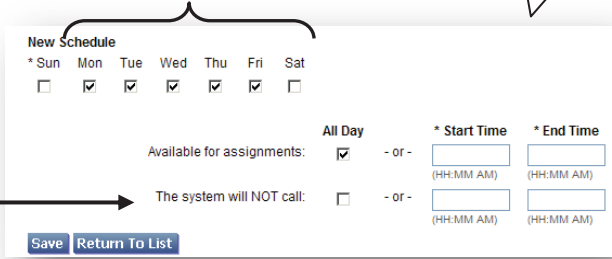 New Schedule
* Sun Mon Tue Wed Thu Fri Sat
All Day * Start Time * End Time
Available for assignments: - or -
(HH:MM AM) (HH:MM AM)
The system will NOT call: - or -
(HH:MM AM) (HH:MM AM)
Save Return To List